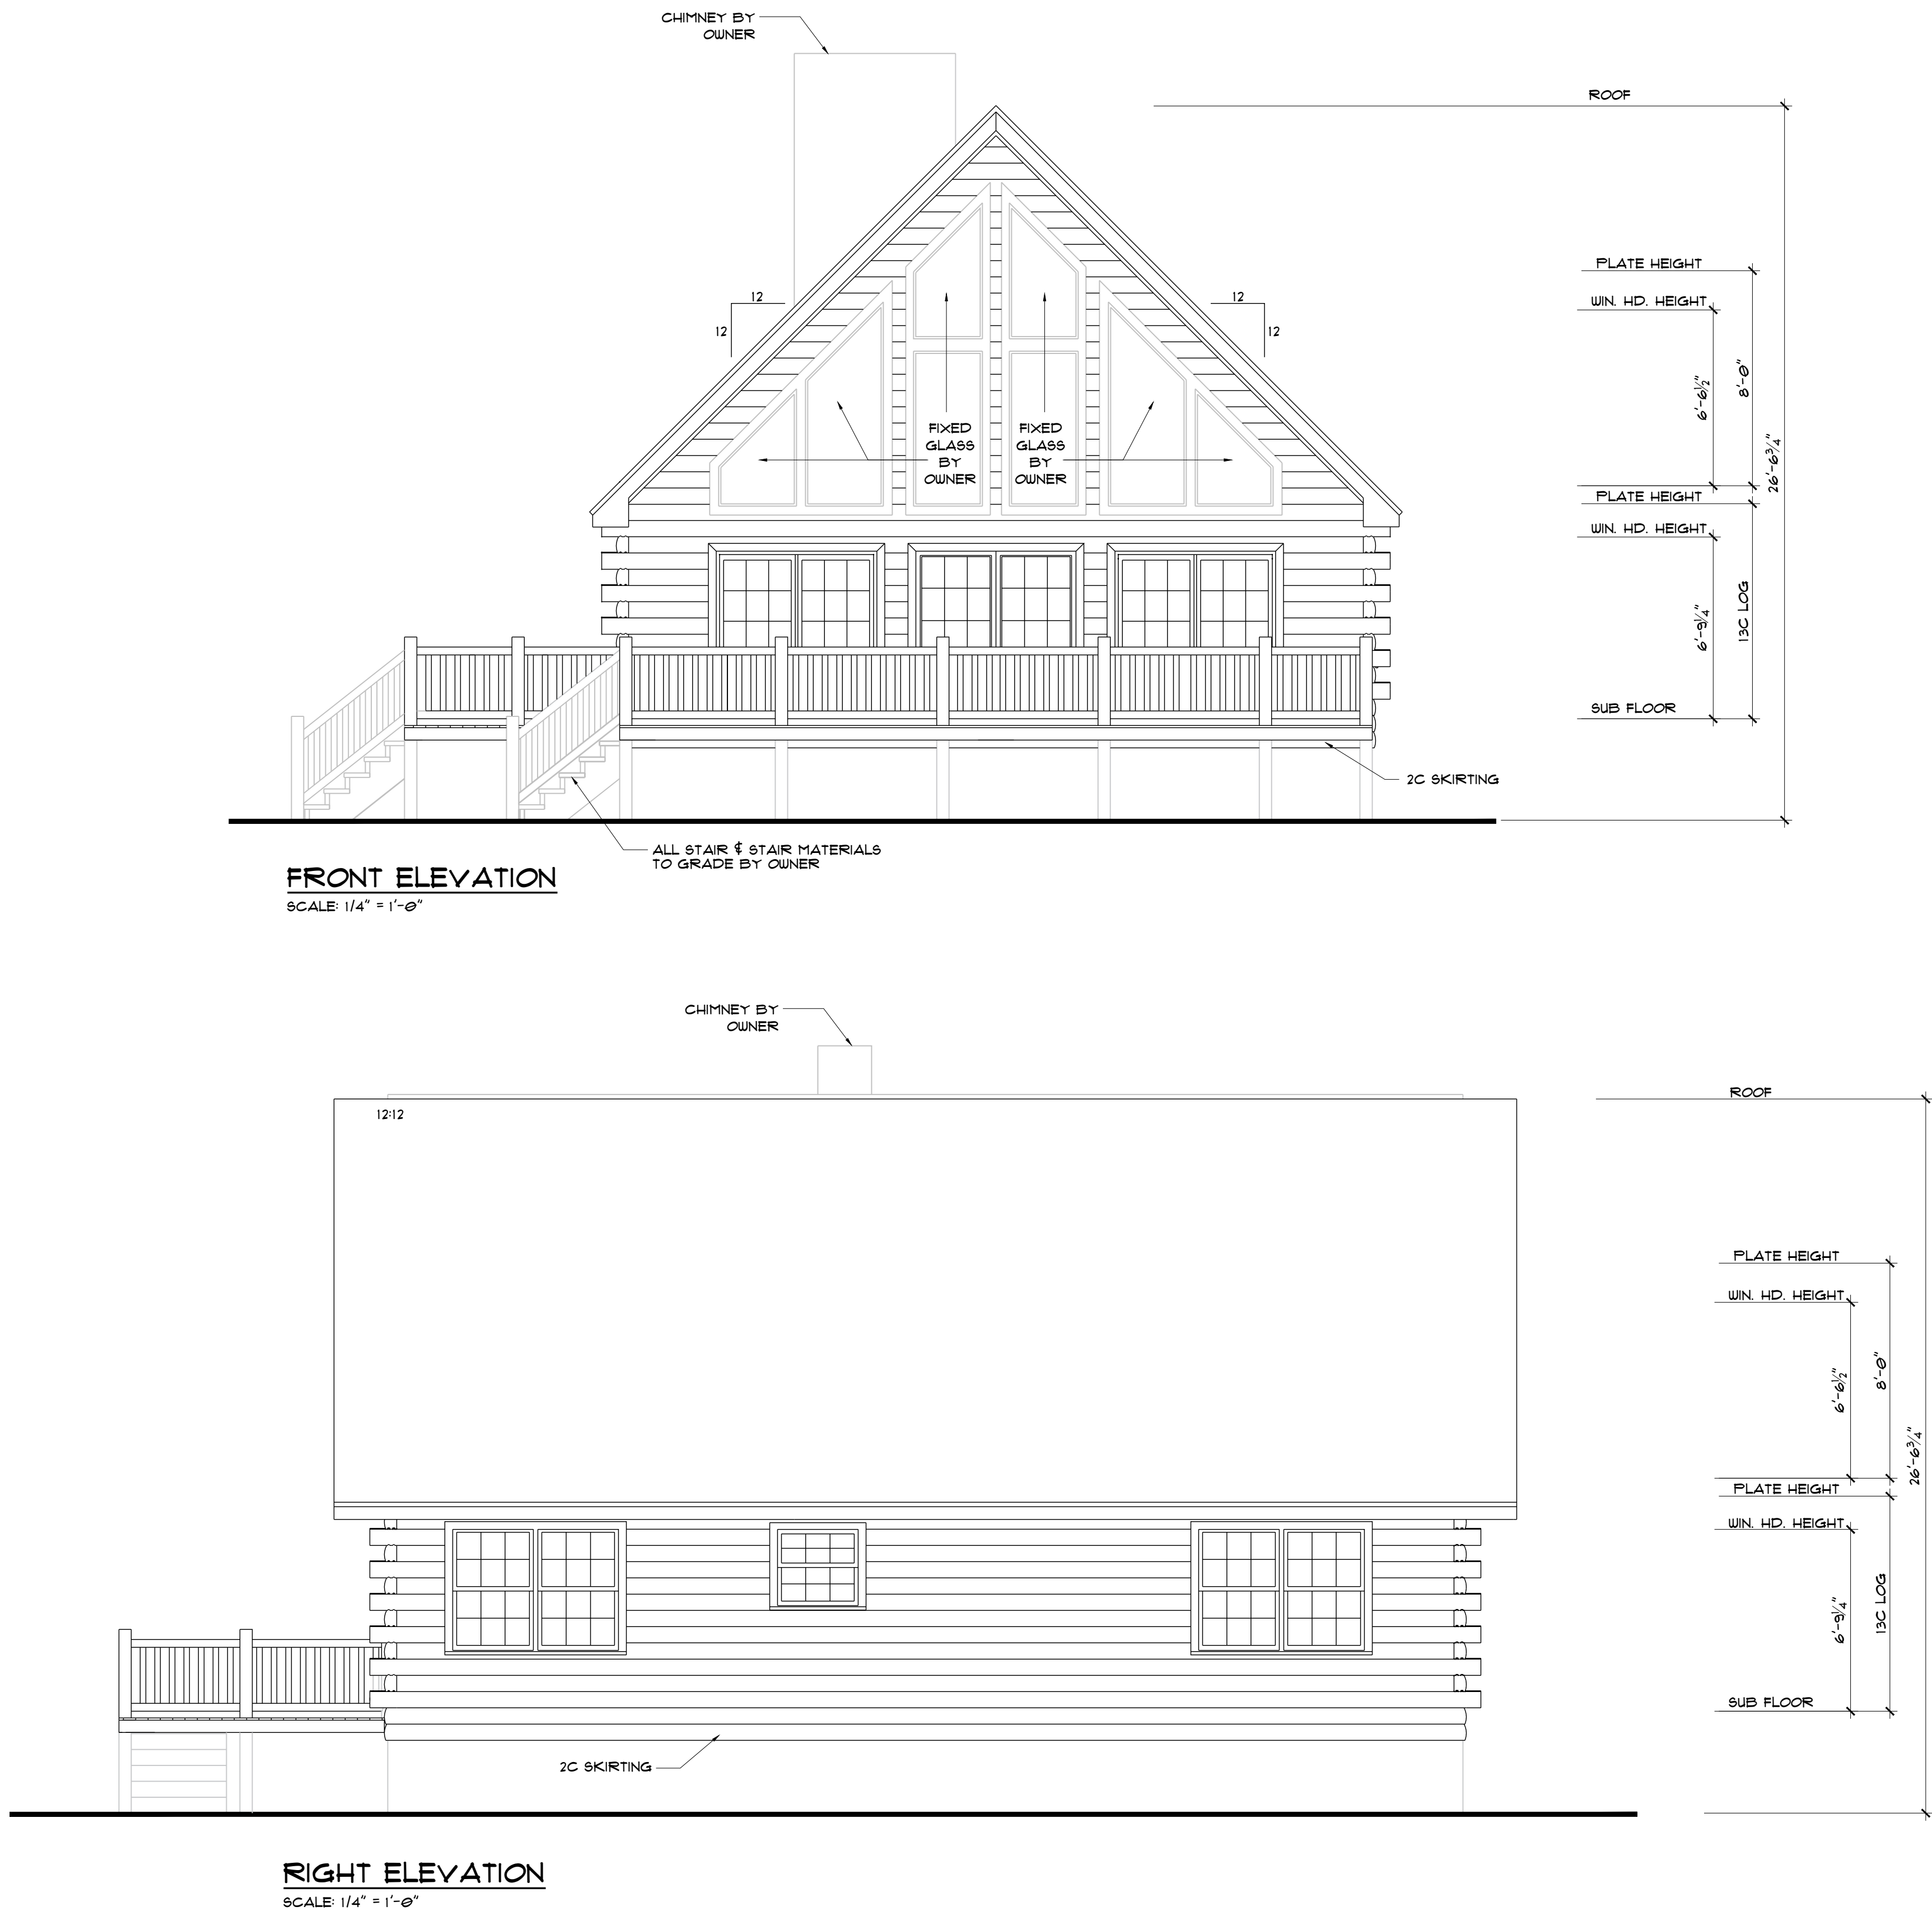 CHIMNEY BY
OWNER
ROOF
PLATE HEIGHT
12
12
WIN. HD. HEIGHT
12
12
6'-6½"
8'-0"
26'-6¾"
FIXED
GLASS
BY
OWNER
FIXED
GLASS
BY
OWNER
PLATE HEIGHT
WIN. HD. HEIGHT
6'-9¼"
13C LOG
SUB FLOOR
2C SKIRTING
ALL STAIR & STAIR MATERIALS
TO GRADE BY OWNER
FRONT ELEVATION
SCALE: 1/4" = 1'-0"
CHIMNEY BY
OWNER
ROOF
12:12
PLATE HEIGHT
WIN. HD. HEIGHT
6'-6½"
8'-0"
26'-6¾"
PLATE HEIGHT
WIN. HD. HEIGHT
6'-9¼"
13C LOG
SUB FLOOR
2C SKIRTING
RIGHT ELEVATION
SCALE: 1/4" = 1'-0"